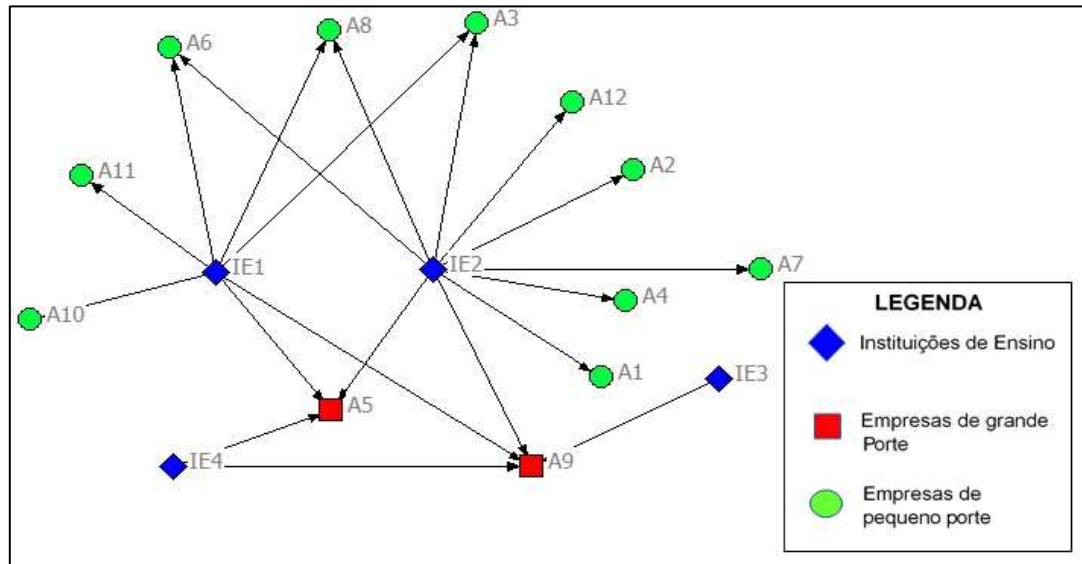 A3
A8
A6
A12
A2
A11
IE1
IE2
A7
A4
A10
LEGENDA
Instituições de Ensino
A1
IE3
A5
Empresas de grande
Porte
IE4
A9
Empresas de
pequeno porte